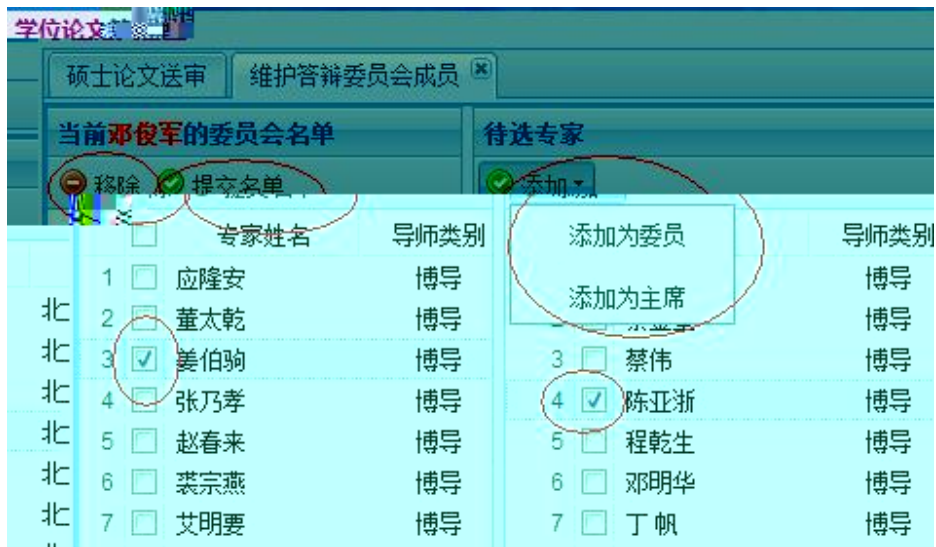 学位论文
硕士论文送审 维护答辩委员会成员
当前邓俊军的委员会名单 待选专家
移除 提交名单 添加
专家姓名 导师类别 添加为委员 导师类别
1 应隆安 博导 博导
添加为主席
北 2 董太乾 博导 博导
北 3 姜伯驹 博导 3 蔡伟 博导
北 4 张乃孝 博导 4 陈亚浙 博导
北 5 赵春来 博导 5 程乾生 博导
北 6 裘宗燕 博导 6 邓明华 博导
北 7 艾明要 博导 7 丁帆 博导